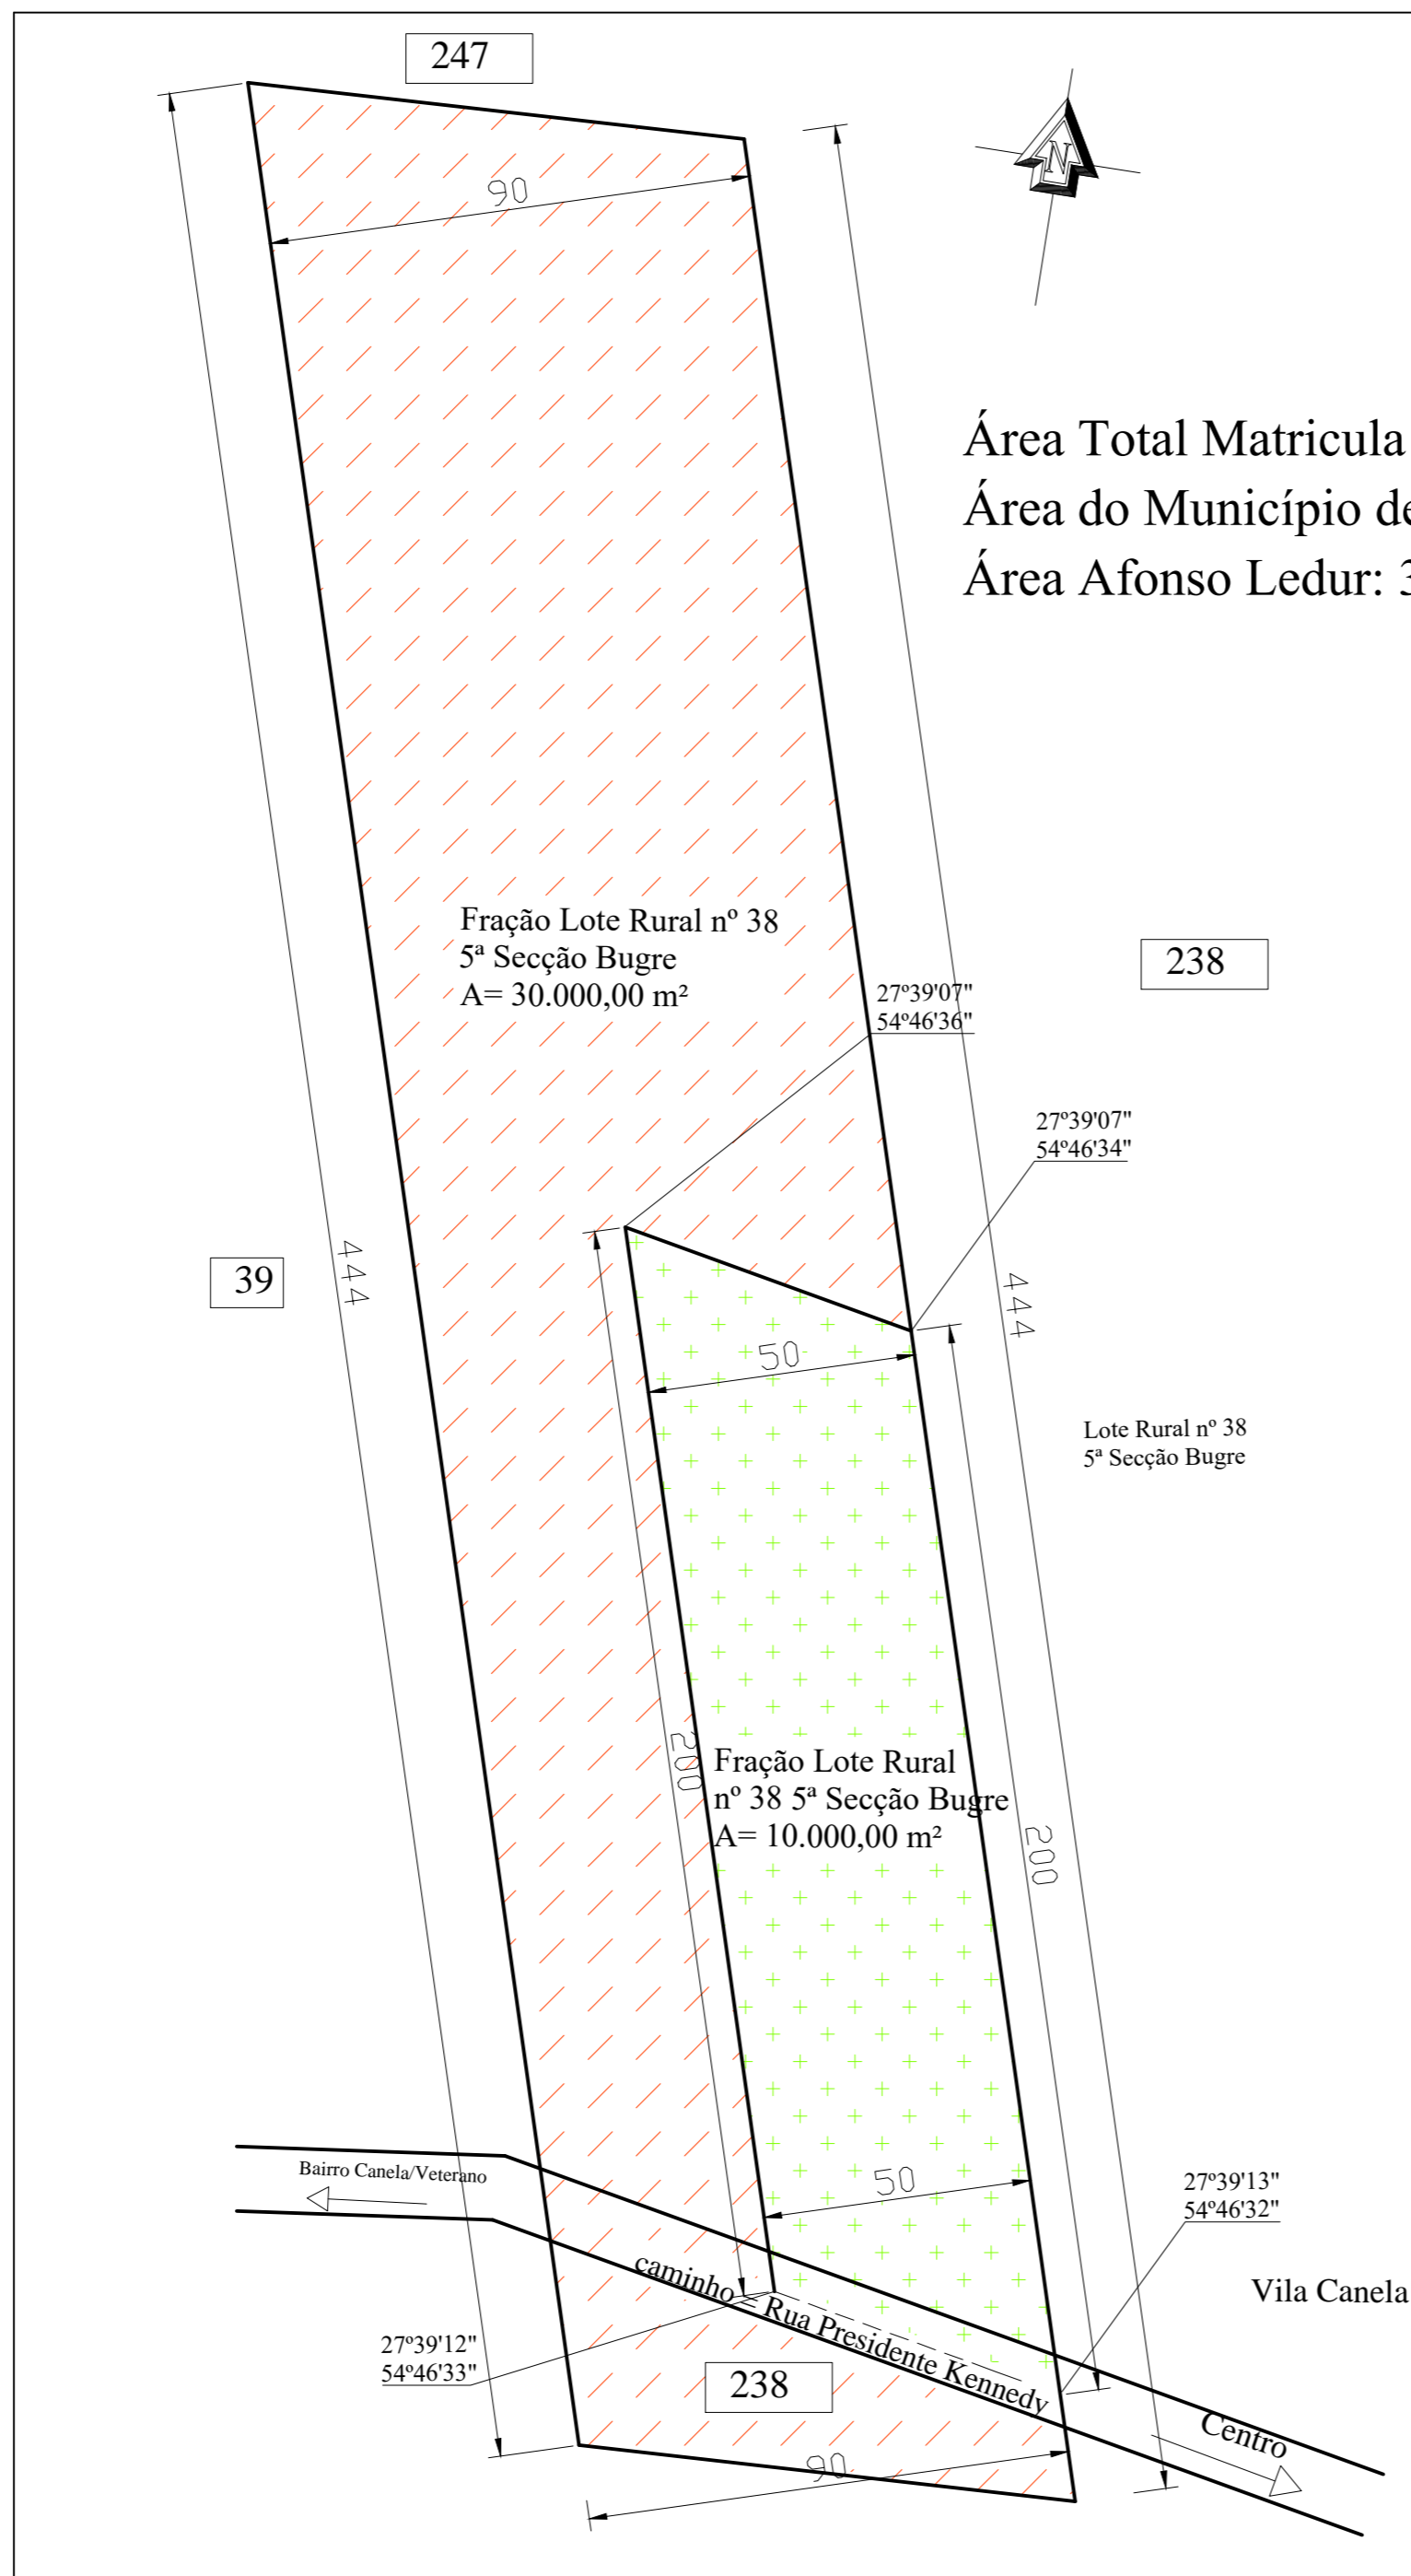 247
N
90
Área Total Matricula
Área do Município de
Área Afonso Ledur: 3
Fração Lote Rural nº 38
5ª Secção Bugre
A= 30.000,00 m²
238
27º39'07"
54º46'36"
27º39'07"
54º46'34"
39
444
444
50
Lote Rural nº 38
5ª Secção Bugre
200
Fração Lote Rural
nº 38 5ª Secção Bugre
A= 10.000,00 m²
200
Bairro Canela/Veterano
50
27º39'13"
54º46'32"
caminho = Rua Presidente Kennedy
Vila Canela
27º39'12"
54º46'33"
238
Centro
90